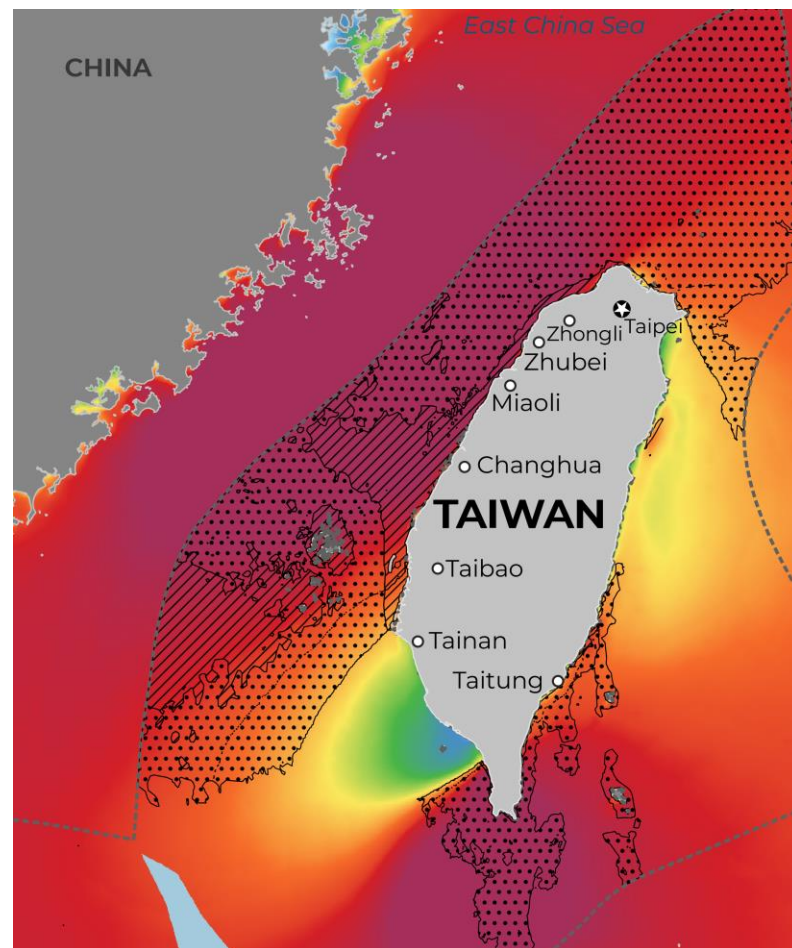 East China Sea
CHINA
Taipei
Zhongli
Zhubei
Miaoli
Changhua
TAIWAN
Taibao
Tainan
Taitung